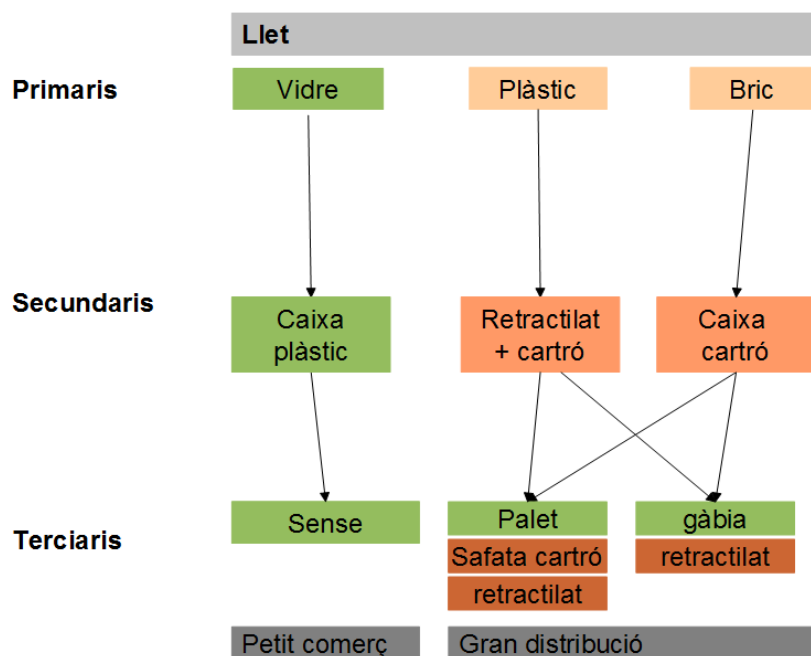 Llet
Primaris
Vidre
Plàstic
Bric
Secundaris
Caixa
plàstic
Retractilat
+ cartró
Caixa
cartró
Terciaris
Sense
Palet
Safata cartró
retractilat
gàbia
retractilat
Petit comerç
Gran distribució